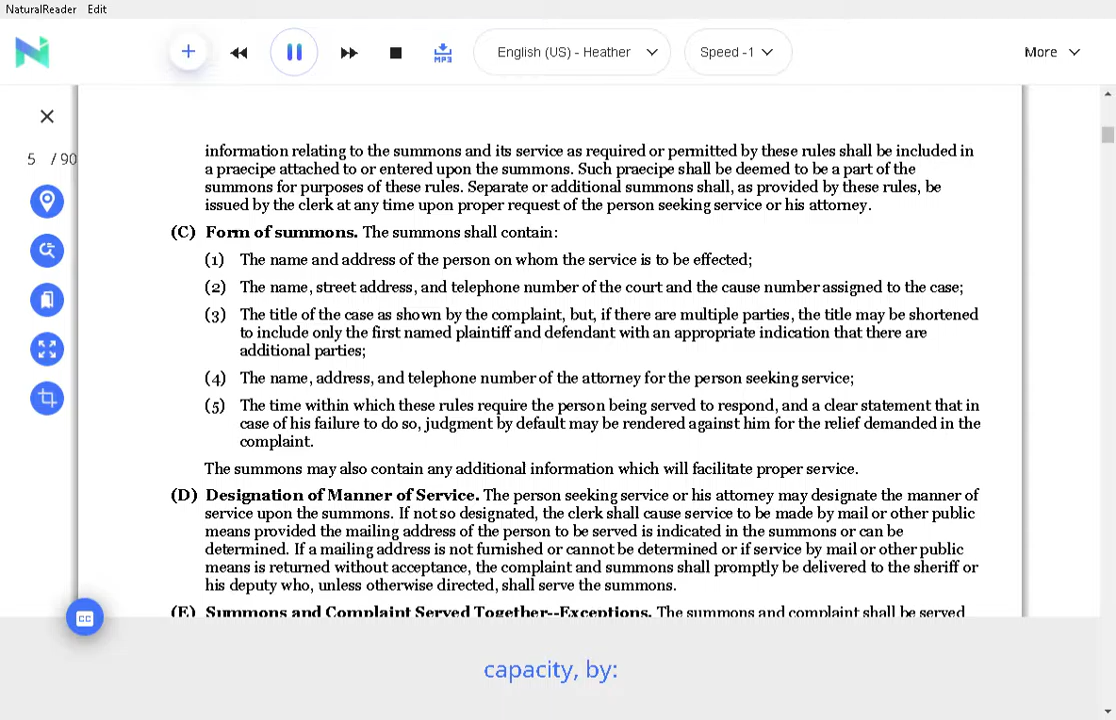 NaturalReader Edit
MP3
English (US) - Heather
Speed -1
More
5 / 90
information relating to the summons and its service as required or permitted by these rules shall be included in
a praecipe attached to or entered upon the summons. Such praecipe shall be deemed to be a part of the
summons for purposes of these rules. Separate or additional summons shall, as provided by these rules, be
issued by the clerk at any time upon proper request of the person seeking service or his attorney.
(C) Form of summons. The summons shall contain:
(1) The name and address of the person on whom the service is to be effected;
(2) The name, street address, and telephone number of the court and the cause number assigned to the case;
(3) The title of the case as shown by the complaint, but, if there are multiple parties, the title may be shortened
to include only the first named plaintiff and defendant with an appropriate indication that there are
additional parties;
(4) The name, address, and telephone number of the attorney for the person seeking service;
(5) The time within which these rules require the person being served to respond, and a clear statement that in
case of his failure to do so, judgment by default may be rendered against him for the relief demanded in the
complaint.
The summons may also contain any additional information which will facilitate proper service.
(D) Designation of Manner of Service. The person seeking service or his attorney may designate the manner of
service upon the summons. If not so designated, the clerk shall cause service to be made by mail or other public
means provided the mailing address of the person to be served is indicated in the summons or can be
determined. If a mailing address is not furnished or cannot be determined or if service by mail or other public
means is returned without acceptance, the complaint and summons shall promptly be delivered to the sheriff or
his deputy who, unless otherwise directed, shall serve the summons.
(E) Summons and Complaint Served Together--Exceptions. The summons and complaint shall be served
CC
capacity, by: